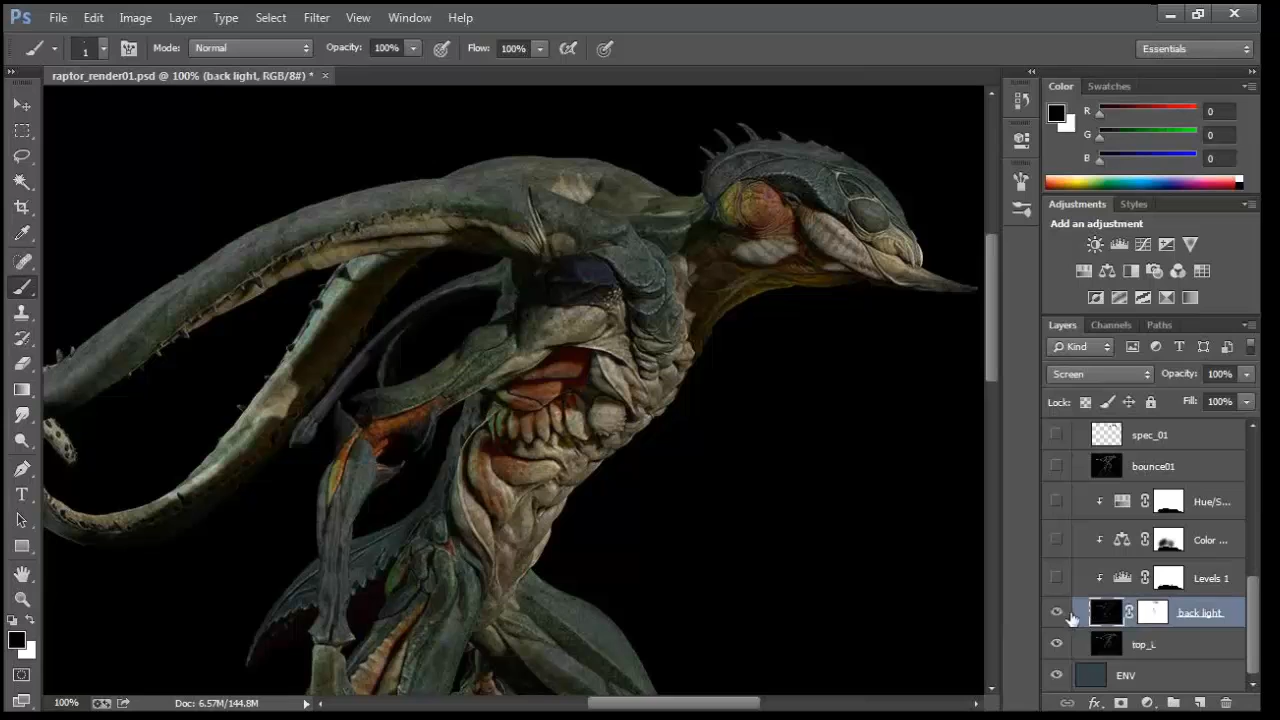 Ps File Edit Image Layer Type Select Filter View Window Help
1 Mode: Normal Opacity: 100% Flow: 100% Essentials
raptor_render01.psd @ 100% (back light, RGB/8#) * ×
Color Swatches
R 0
G 0
B 0
Adjustments Styles
Add an adjustment
Layers Channels Paths
Kind
Screen Opacity: 100%
Lock: Fill: 100%
spec_01
bounce01
Hue/S...
Color ...
Levels 1
back light
top_L
ENV
100% Doc: 6.57M/144.8M